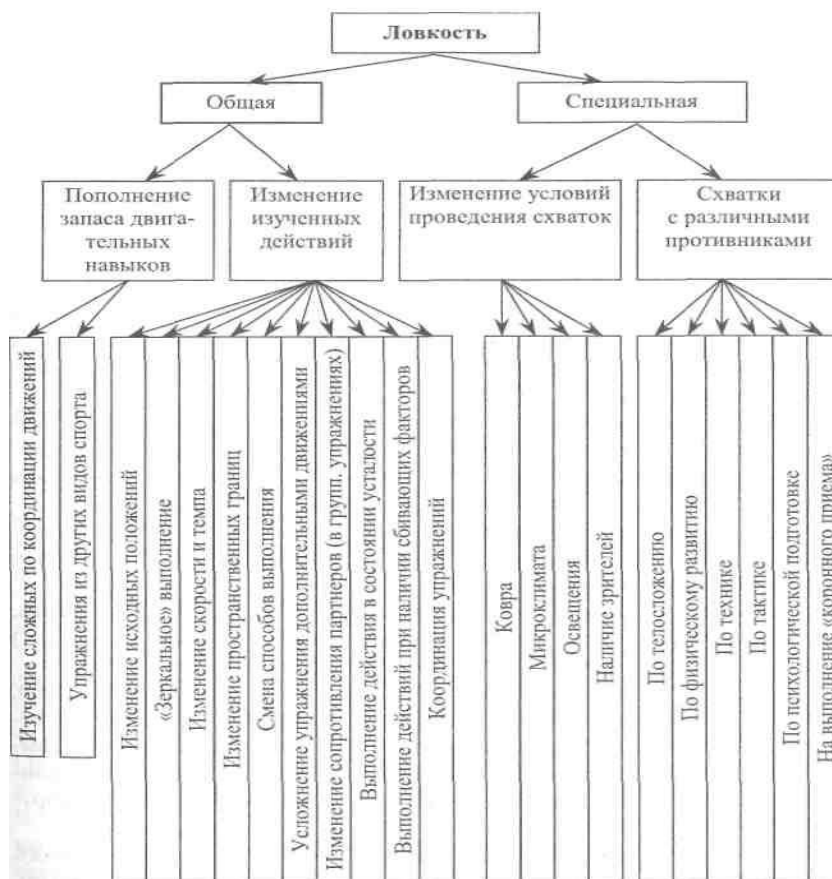 Ловкость
Общая
Специальная
Пополнение
запаса двига-
тельных
навыков
Изменение
изученных
действий
Изменение условий
проведения схваток
Схватки
с различными
противниками
Изучение сложных по координации движений
Упражнения из других видов спорта
Изменение исходных положений
«Зеркальное» выполнение
Изменение скорости и темпа
Изменение пространственных границ
Смена способов выполнения
Усложнение упражнения дополнительными движениями
Изменение сопротивления партнеров (в групп. упражнениях)
Выполнение действия в состоянии усталости
Выполнение действий при наличии сбивающих факторов
Координация упражнений
Ковра
Микроклимата
Освещения
Наличие зрителей
По телосложению
По физическому развитию
По технике
По тактике
По психологической подготовке
На выполнение «коронного приема»